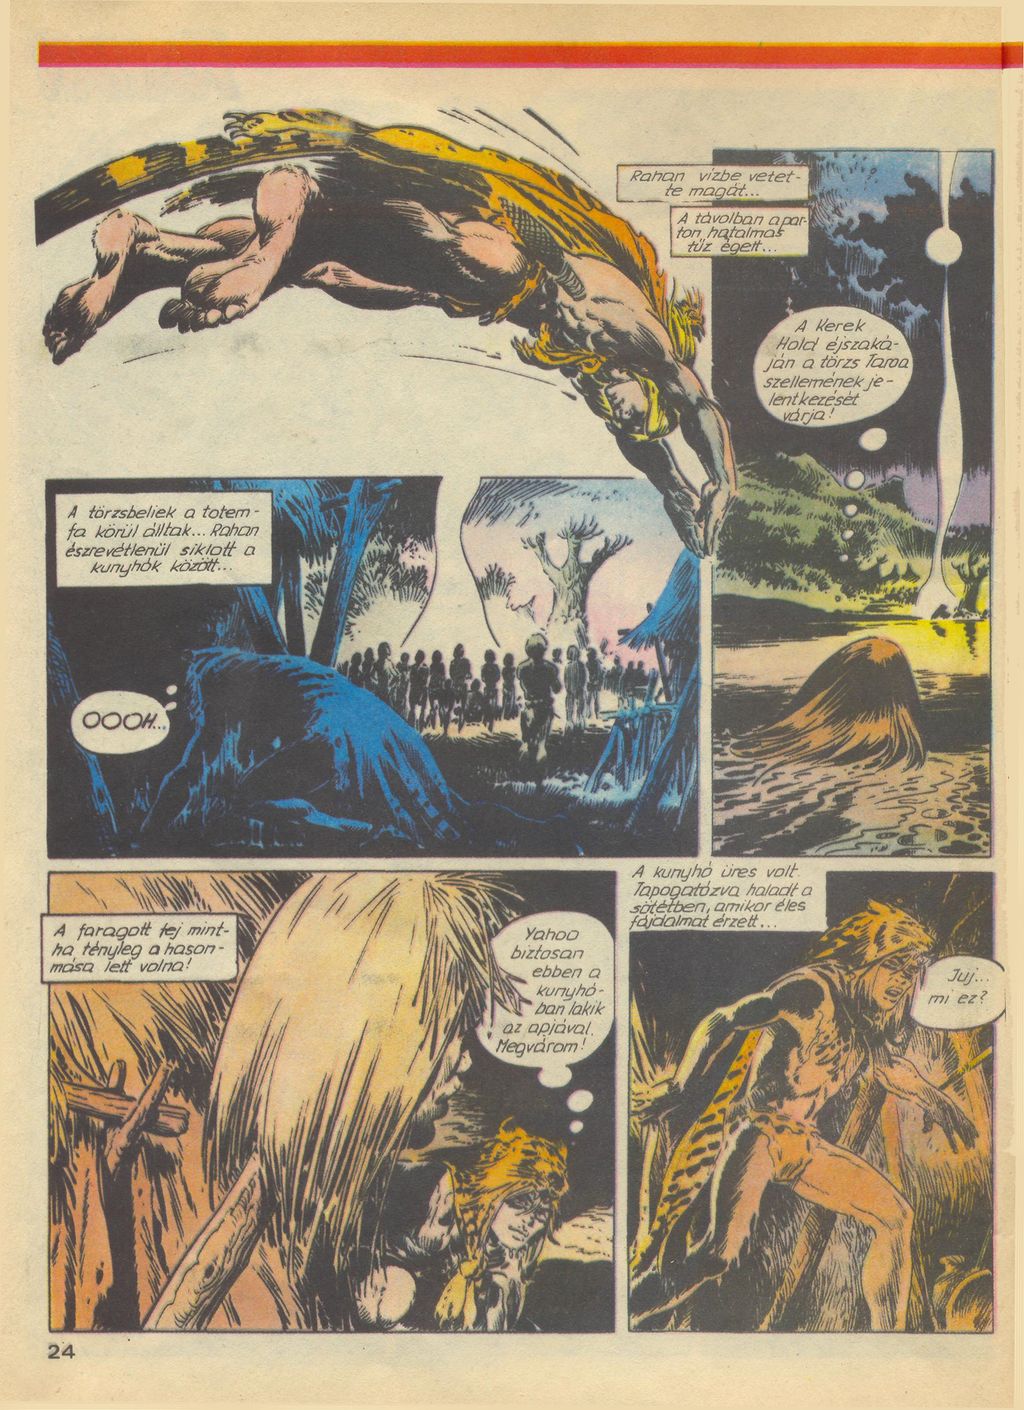 Rahan vízbe vetet-
te magát...
A távolban a par-
ton hatalmas
tűz égett...
A Kerek
Hold éjszaká-
ján a törzs Taroa
szellemének je-
lentkezését
várja!
A törzsbeliek a totem-
fa körül álltak... Rahan
észrevétlenül siklott a
kunyhók között...
OOOH...
A faragott fej mint-
ha tényleg a hason-
mása lett volna!
Yahoo
biztosan
ebben a
kunyhó-
ban lakik
az apjával.
Megvárom!
A kunyhó üres volt.
Tapogatózva haladt a
sötétben, amikor éles
fájdalmat érzett...
Juj...
mi ez?
24